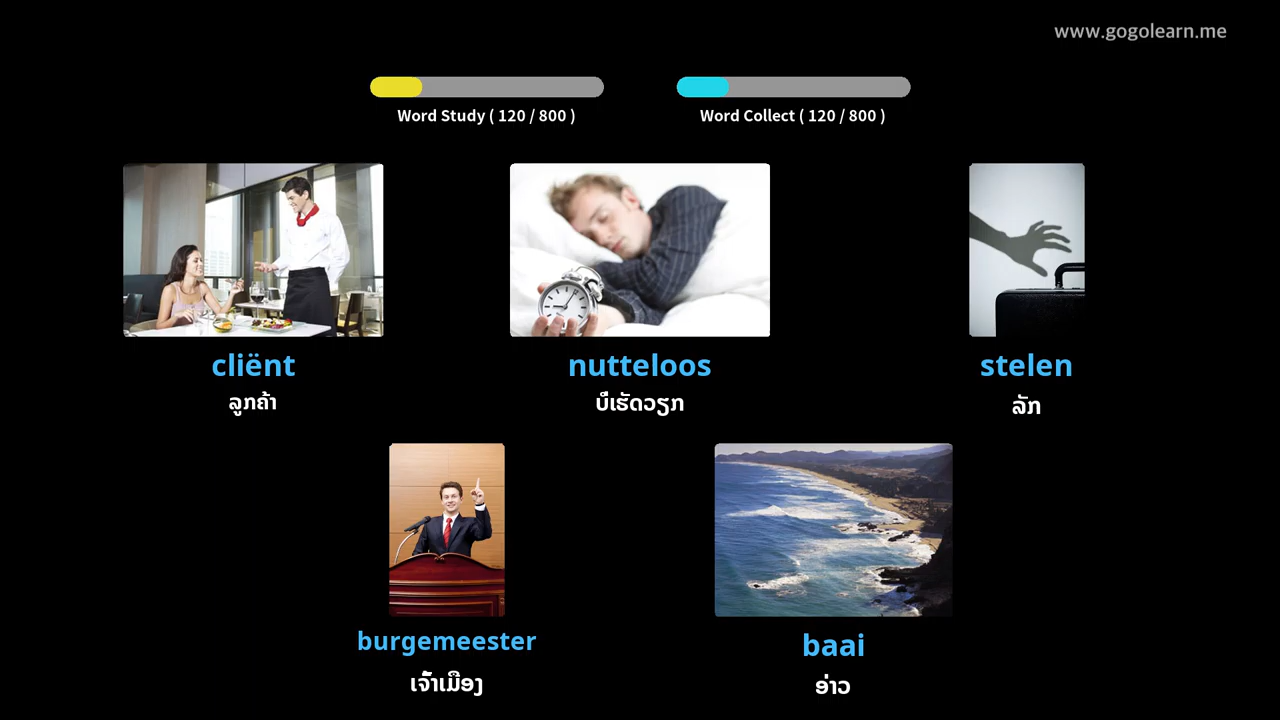 www.gogolearn.me
Word Study ( 120 / 800 )
Word Collect ( 120 / 800 )
cliënt
ລູກຄ້າ
nutteloos
ບໍ່ເຮັດວຽກ
stelen
ລັກ
burgemeester
ເຈົ້າເມືອງ
baai
ອ່າວ